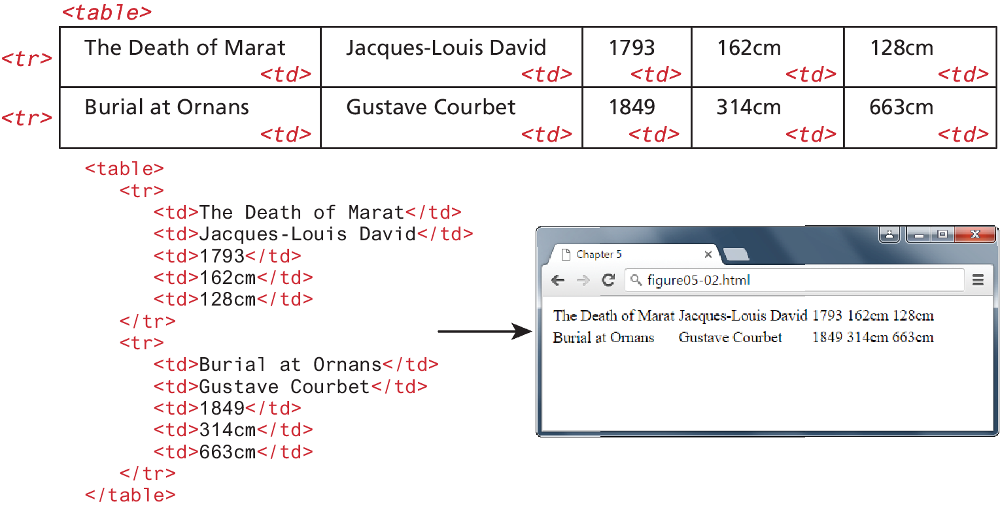 <table>
<tr> The Death of Marat Jacques-Louis David 1793 162cm 128cm
<td> <td> <td> <td> <td>
<tr> Burial at Ornans Gustave Courbet 1849 314cm 663cm
<td> <td> <td> <td> <td>
<table>
<tr>
<td>The Death of Marat</td>
<td>Jacques-Louis David</td>
<td>1793</td>
<td>162cm</td>
<td>128cm</td>
</tr>
<tr>
<td>Burial at Ornans</td>
<td>Gustave Courbet</td>
<td>1849</td>
<td>314cm</td>
<td>663cm</td>
</tr>
</table>
Chapter 5
figure05-02.html
The Death of Marat Jacques-Louis David 1793 162cm 128cm
Burial at Ornans Gustave Courbet 1849 314cm 663cm